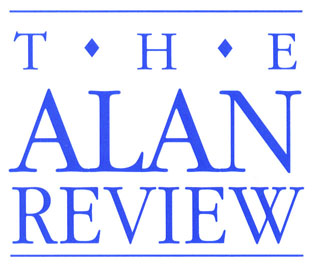 T ♦ H ♦ E
ALAN
REVIEW